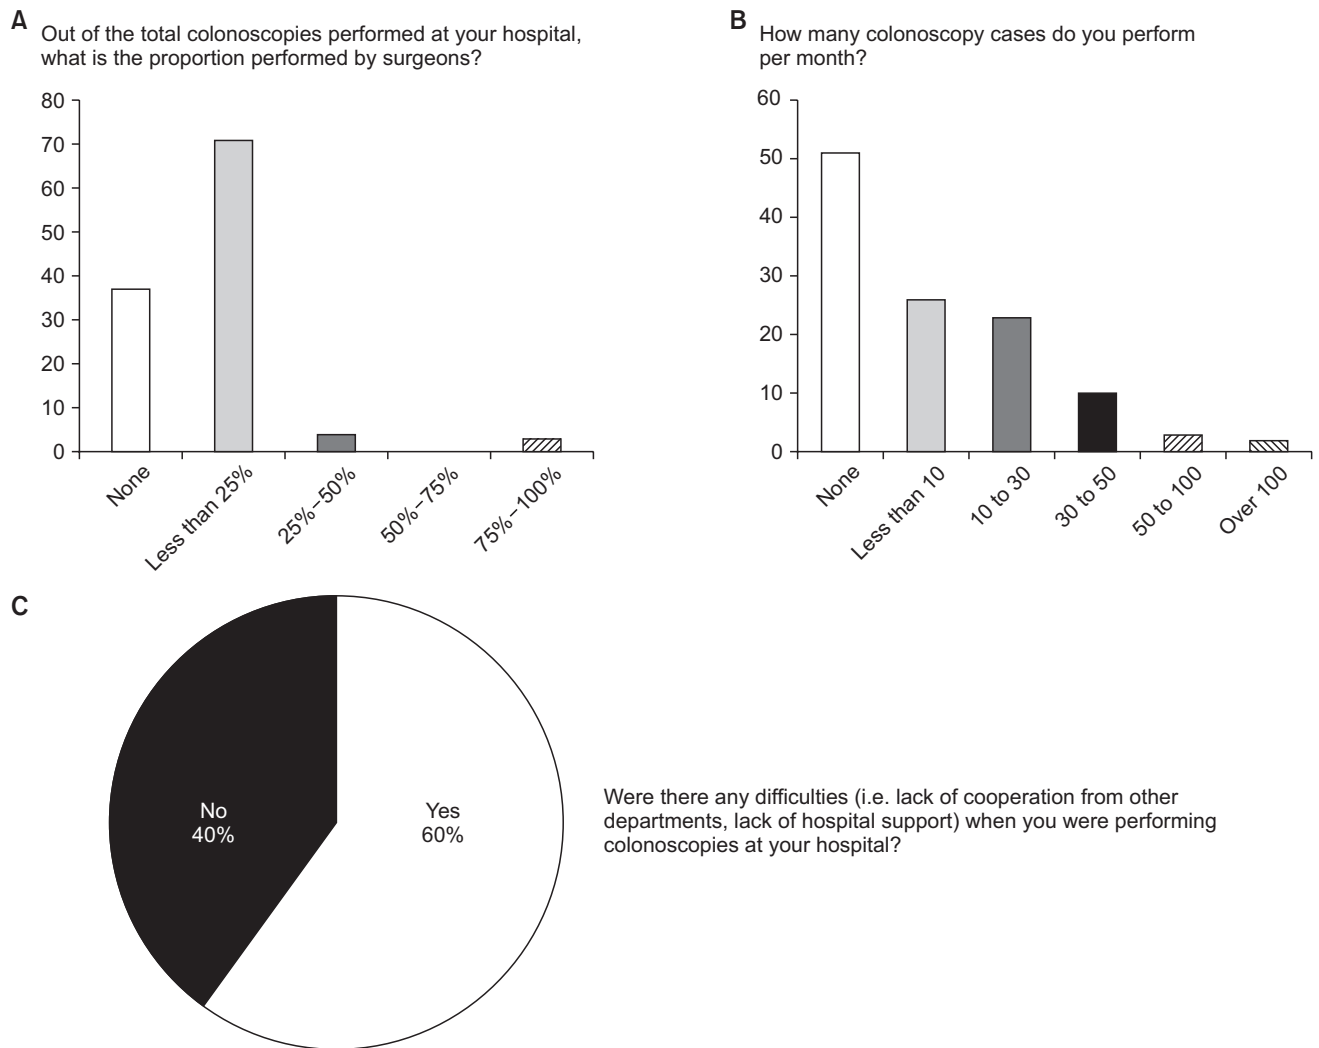 A
Out of the total colonoscopies performed at your hospital,
what is the proportion performed by surgeons?
80
70
60
50
40
30
20
10
0
None
Less than 25%
25%–50%
50%–75%
75%–100%
B
How many colonoscopy cases do you perform
per month?
60
50
40
30
20
10
0
None
Less than 10
10 to 30
30 to 50
50 to 100
Over 100
C
No
40%
Yes
60%
Were there any difficulties (i.e. lack of cooperation from other
departments, lack of hospital support) when you were performing
colonoscopies at your hospital?